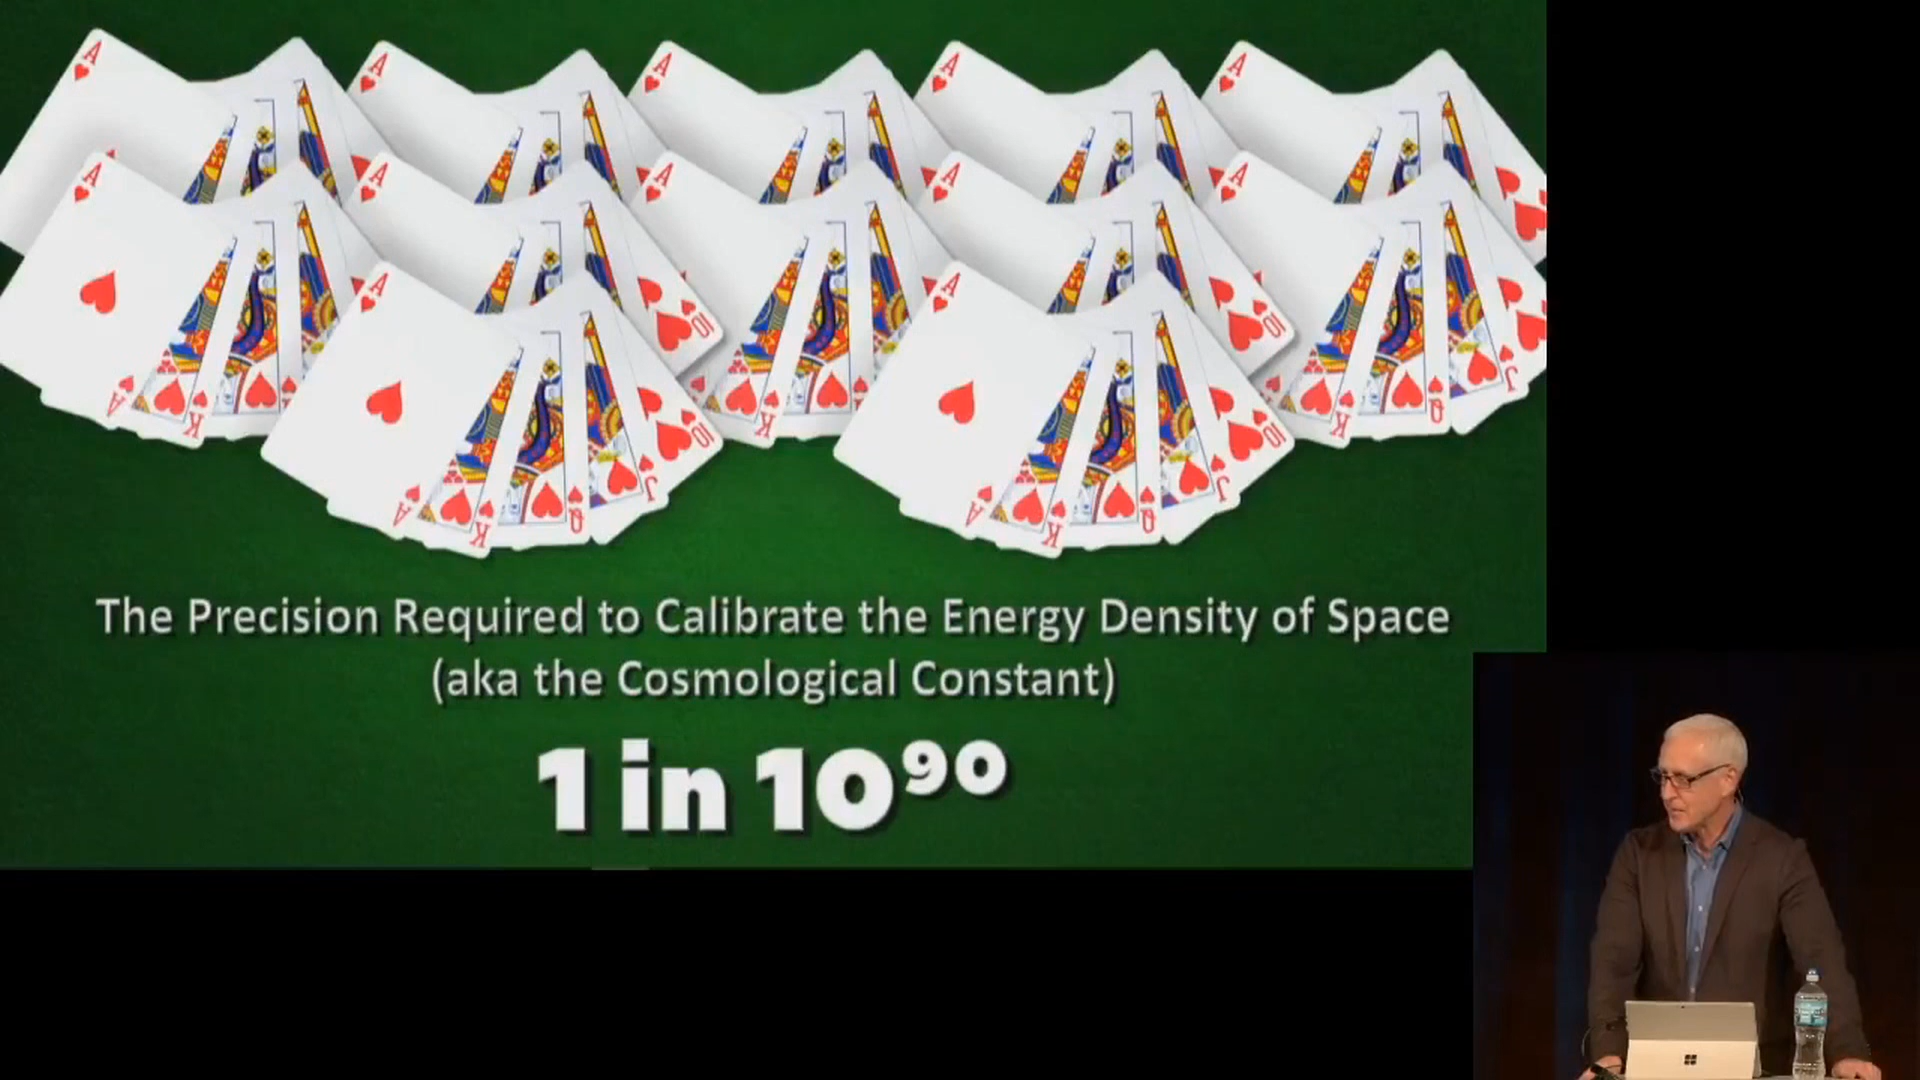 The Precision Required to Calibrate the Energy Density of Space
(aka the Cosmological Constant)
1 in 10⁹⁰